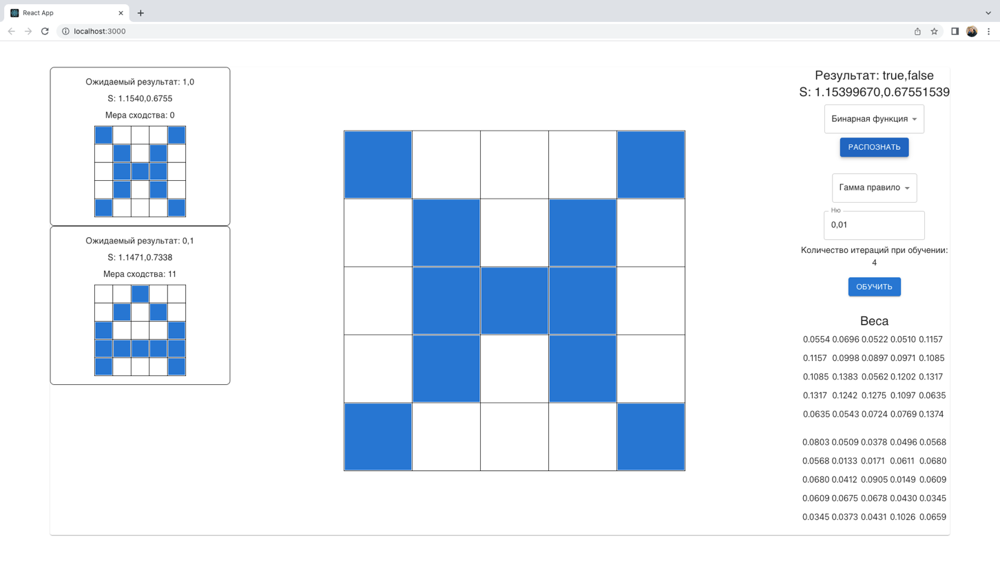 React App
localhost:3000
Ожидаемый результат: 1,0
S: 1.1540,0.6755
Мера сходства: 0
Ожидаемый результат: 0,1
S: 1.1471,0.7338
Мера сходства: 11
Результат: true,false
S: 1.15399670,0.67551539
Бинарная функция
РАСПОЗНАТЬ
Гамма правило
Ню
0,01
Количество итераций при обучении:
4
ОБУЧИТЬ
Веса
0.0554 0.0696 0.0522 0.0510 0.1157
0.1157 0.0998 0.0897 0.0971 0.1085
0.1085 0.1383 0.0562 0.1202 0.1317
0.1317 0.1242 0.1275 0.1097 0.0635
0.0635 0.0543 0.0724 0.0769 0.1374
0.0803 0.0509 0.0378 0.0496 0.0568
0.0568 0.0133 0.0171 0.0611 0.0680
0.0680 0.0412 0.0905 0.0149 0.0609
0.0609 0.0675 0.0678 0.0430 0.0345
0.0345 0.0373 0.0431 0.1026 0.0659